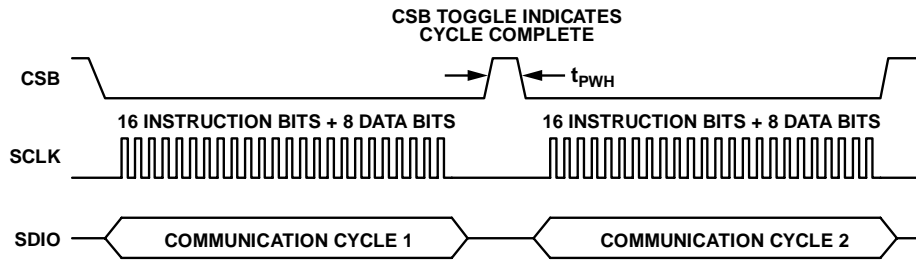 CSB TOGGLE INDICATES
CYCLE COMPLETE
CSB
tPWH
16 INSTRUCTION BITS + 8 DATA BITS
16 INSTRUCTION BITS + 8 DATA BITS
SCLK
SDIO
COMMUNICATION CYCLE 1
COMMUNICATION CYCLE 2